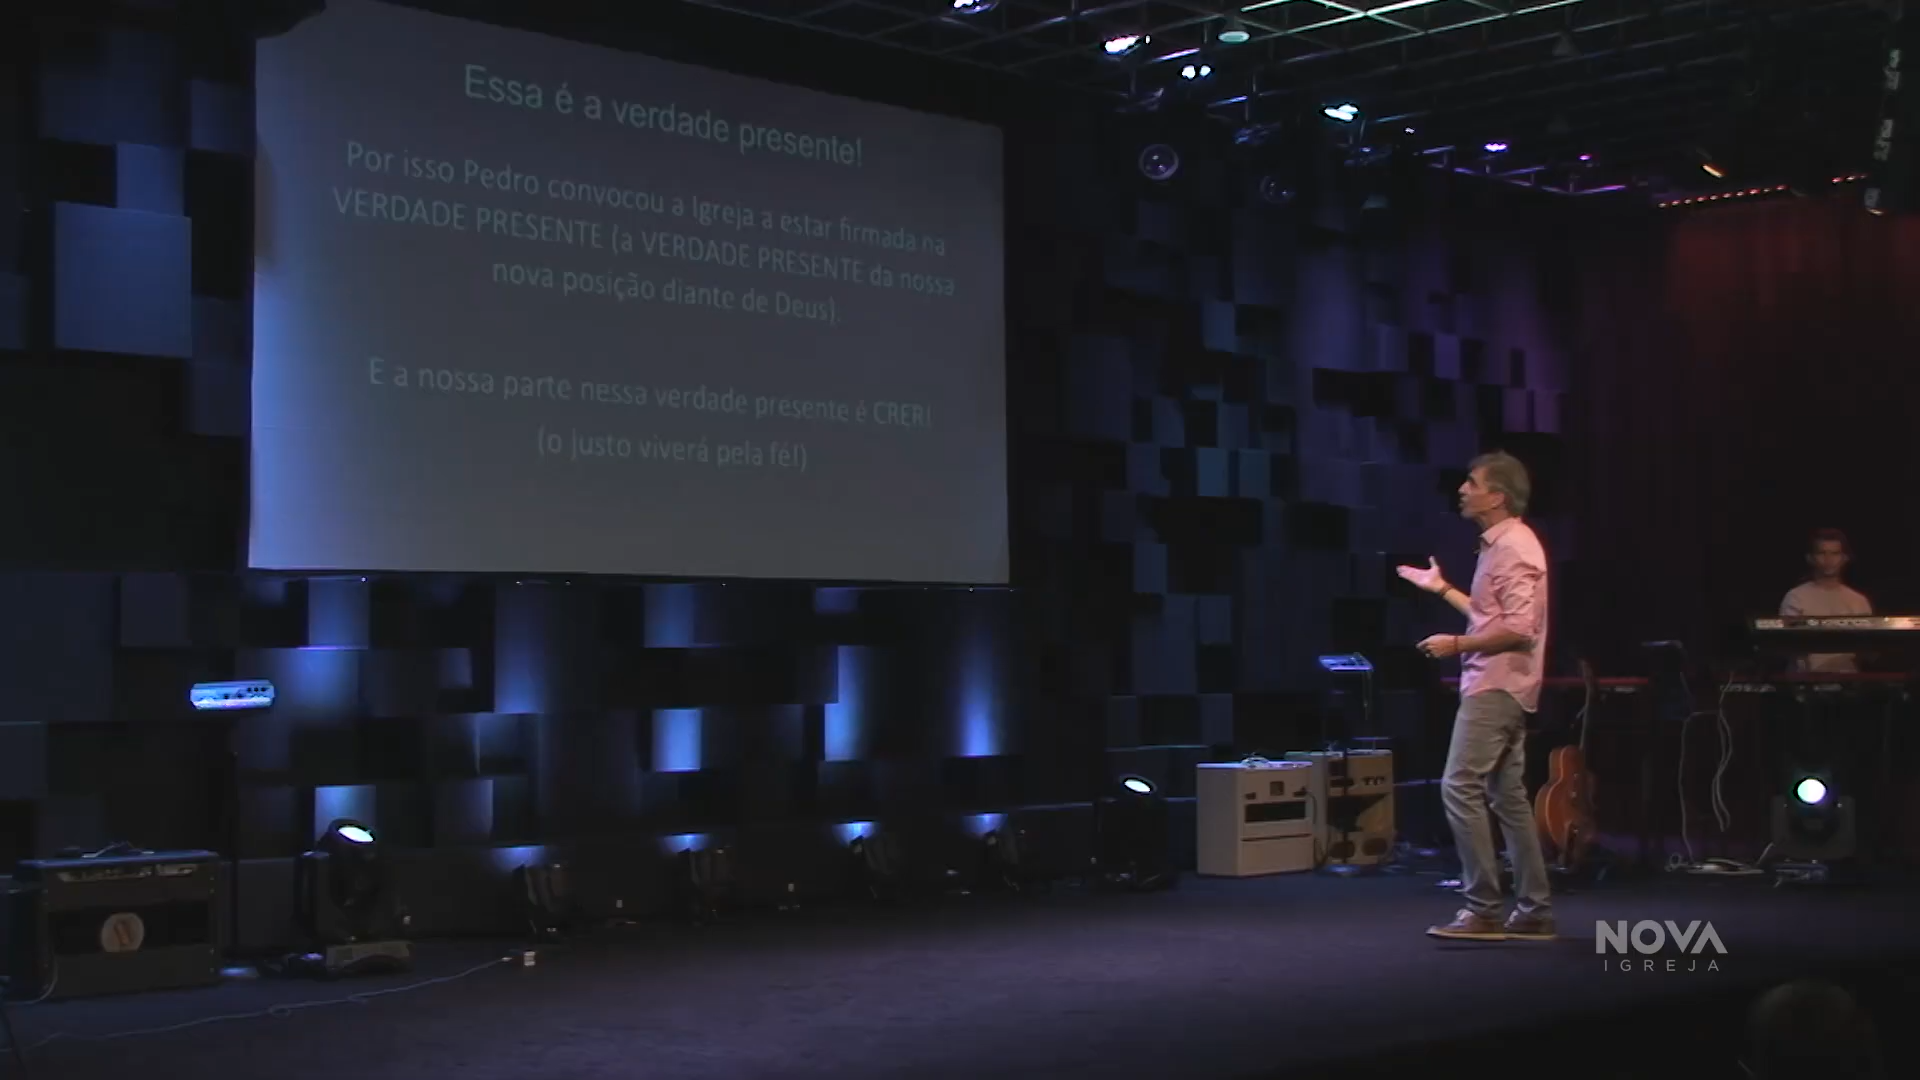 Essa é a verdade presente!
Por isso Pedro convocou a Igreja a estar firmada na
VERDADE PRESENTE (a VERDADE PRESENTE da nossa
nova posição diante de Deus).
E a nossa parte nessa verdade presente é CRER!
(o justo viverá pela fé!)
KRONOS
NOVA
IGREJA